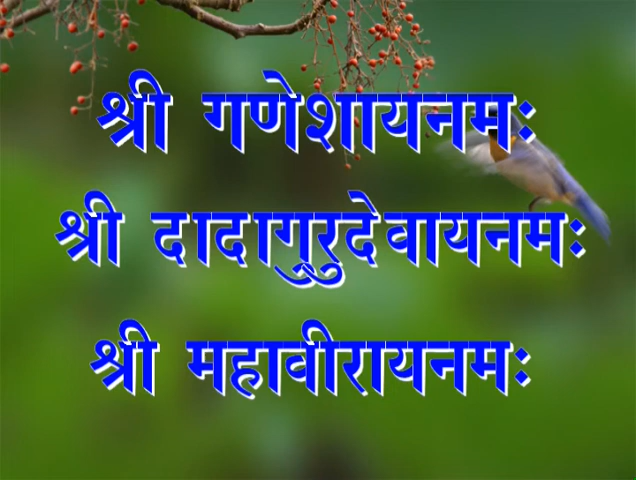 श्री गणेशायनमः
श्री दादागुरुदेवायनमः
श्री महावीरायनमः